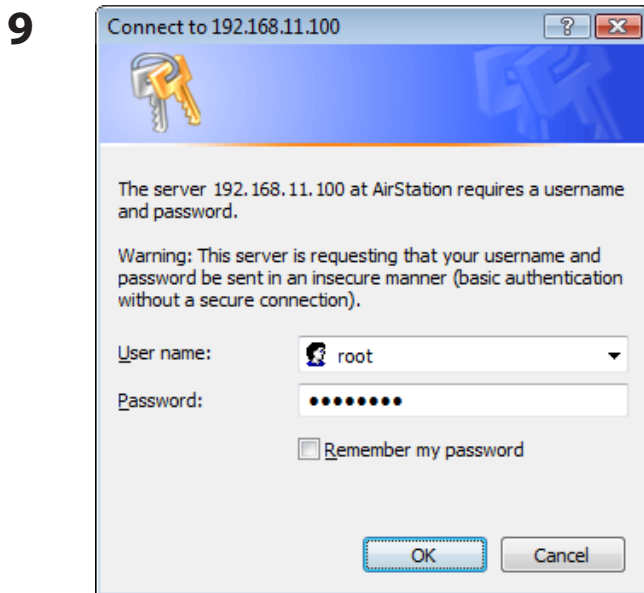 9
Connect to 192.168.11.100
The server 192.168.11.100 at AirStation requires a username
and password.
Warning: This server is requesting that your username and
password be sent in an insecure manner (basic authentication
without a secure connection).
User name:
root
Password:
••••••••
Remember my password
OK
Cancel